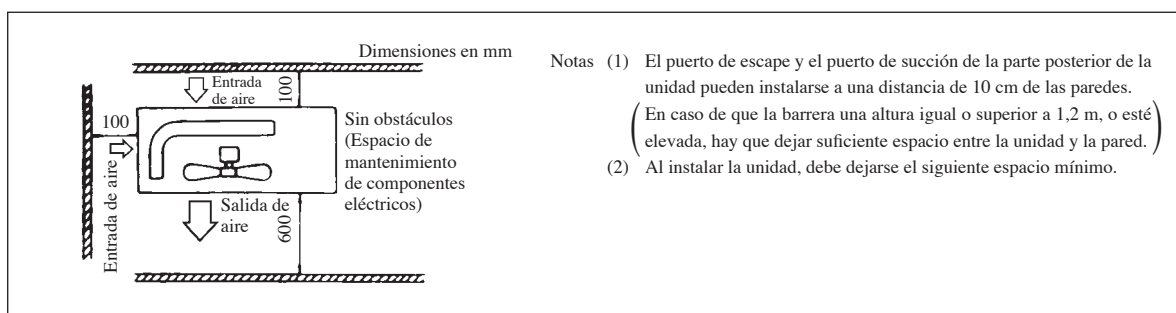 Dimensiones en mm
Entrada
de aire
100
100
Entrada de aire
Sin obstáculos
(Espacio de
mantenimiento
de componentes
eléctricos)
Salida de
aire
600
Notas (1) El puerto de escape y el puerto de succión de la parte posterior de la
unidad pueden instalarse a una distancia de 10 cm de las paredes.
(En caso de que la barrera una altura igual o superior a 1,2 m, o esté
elevada, hay que dejar suficiente espacio entre la unidad y la pared.)
(2) Al instalar la unidad, debe dejarse el siguiente espacio mínimo.